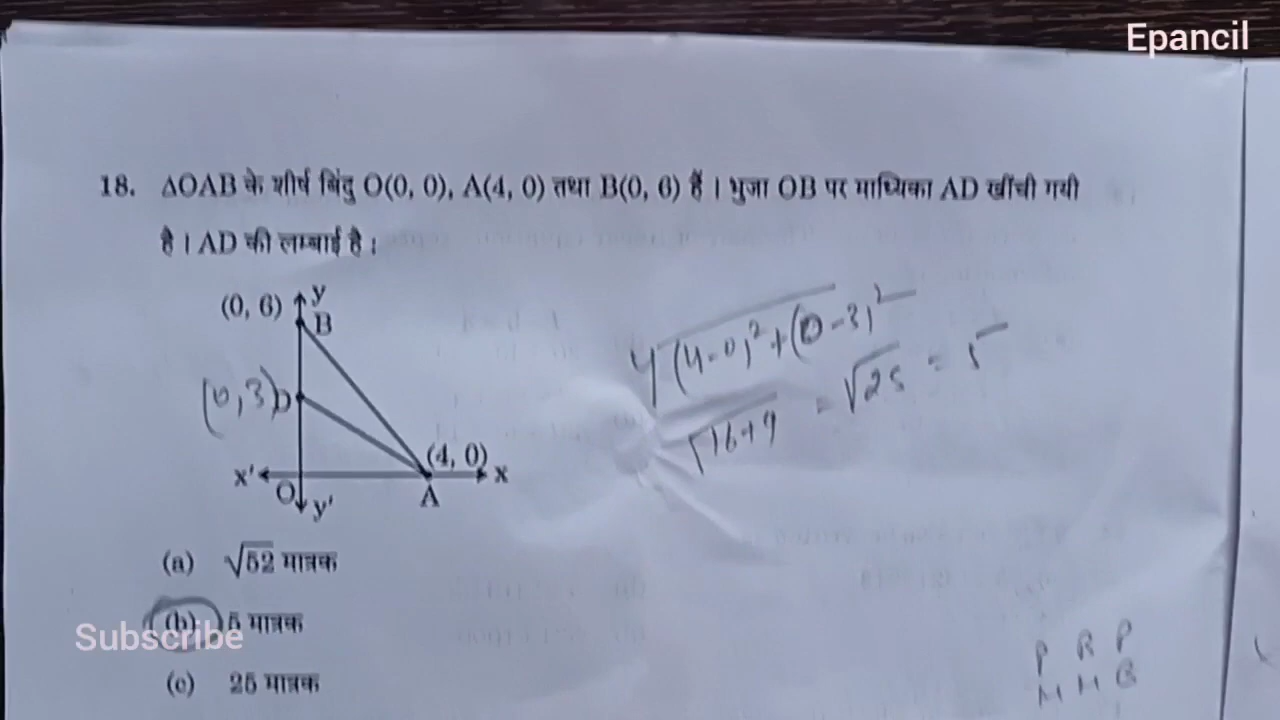 Epancil
18. ΔOAB के शीर्ष बिंदु O(0, 0), A(4, 0) तथा B(0, 6) हैं । भुजा OB पर माध्यिका AD खींची गयी
है । AD की लम्बाई है ।
(0, 6) y
B
(0,3) D
(4, 0)
x' O y' A x
√(4-0)² + (0-3)²
√16+9 = √25 = 5
(a) √52 मात्रक
(b) 5 मात्रक
Subscribe
(c) 25 मात्रक
P B P
H H B